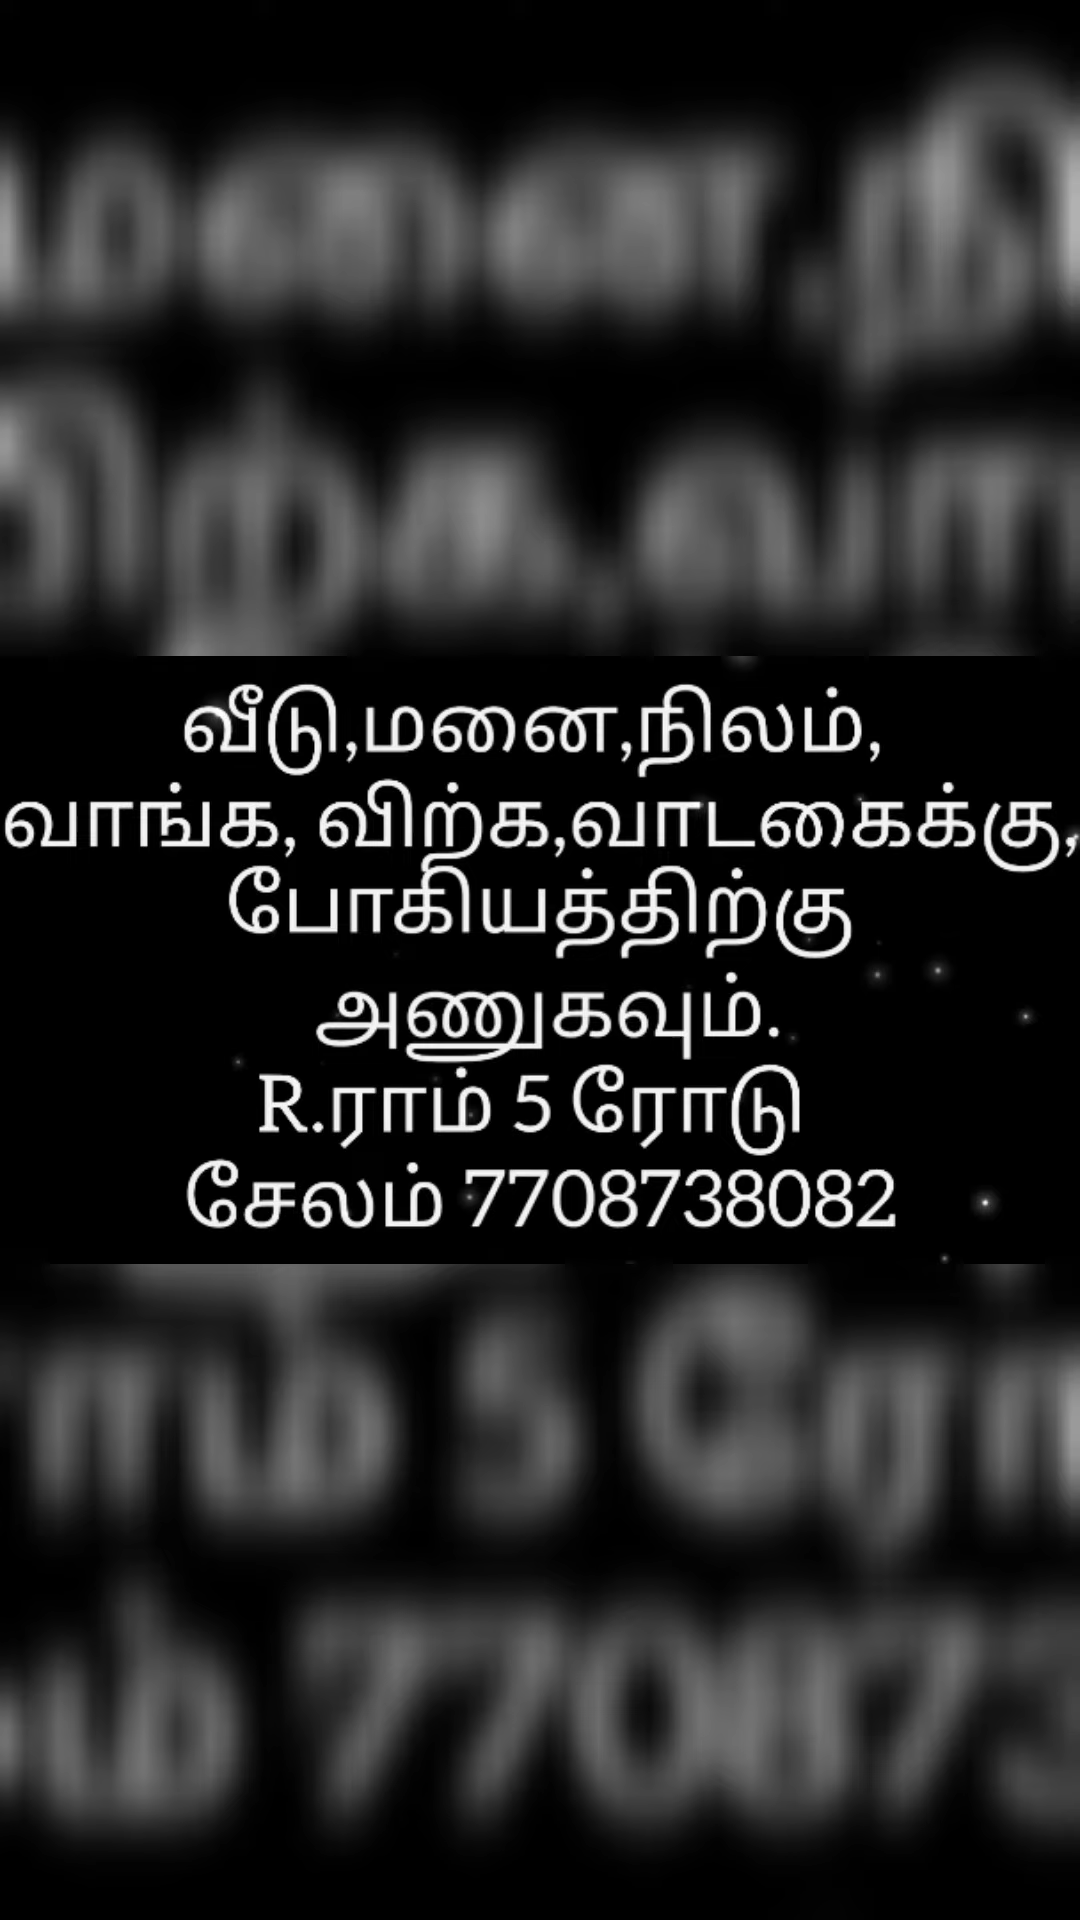 வீடு,மனை,நிலம்,
வாங்க, விற்க,வாடகைக்கு,
போகியத்திற்கு
அணுகவும்.
R.ராம் 5 ரோடு
சேலம் 7708738082